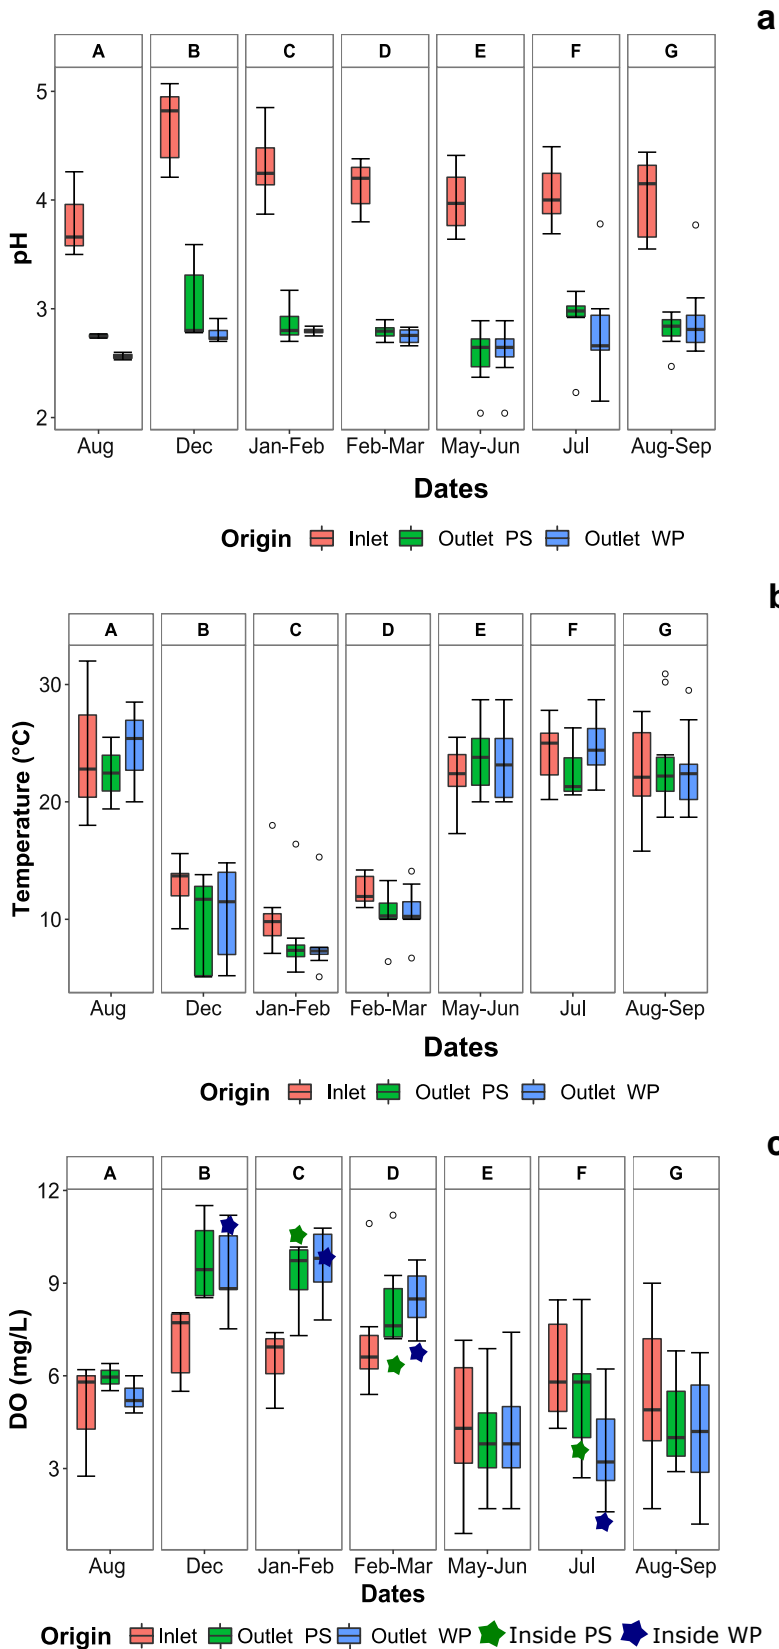 a
A B C D E F G
5
4
3
2
pH
Aug Dec Jan-Feb Feb-Mar May-Jun Jul Aug-Sep
Dates
Origin Inlet Outlet PS Outlet WP
b
A B C D E F G
30
20
10
Temperature (°C)
Aug Dec Jan-Feb Feb-Mar May-Jun Jul Aug-Sep
Dates
Origin Inlet Outlet PS Outlet WP
c
A B C D E F G
12
9
6
3
DO (mg/L)
Aug Dec Jan-Feb Feb-Mar May-Jun Jul Aug-Sep
Dates
Origin Inlet Outlet PS Outlet WP Inside PS Inside WP